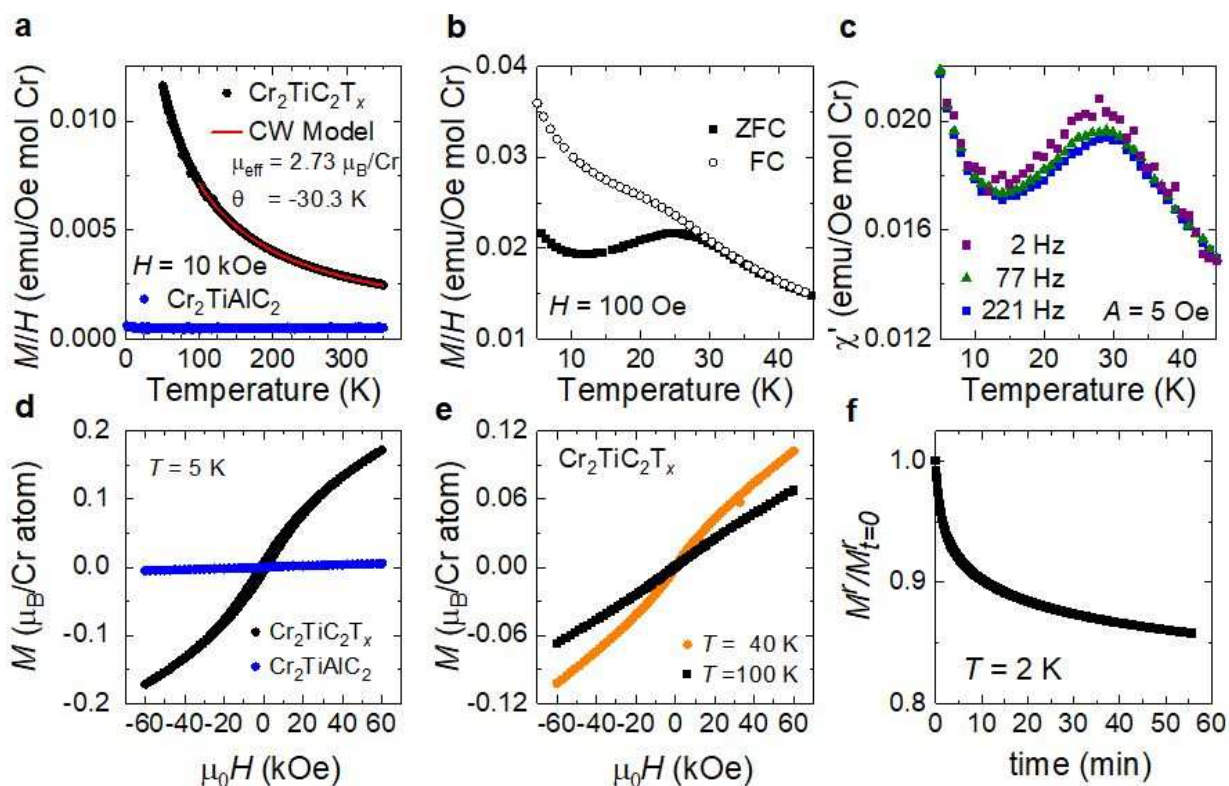 a
M/H (emu/Oe mol Cr)
0.010
0.005
0.000
Cr₂TiC₂Tₓ
CW Model
μeff = 2.73 μB/Cr
θ = -30.3 K
H = 10 kOe
Cr₂TiAlC₂
0 50 100 150 200 250 300 350
Temperature (K)
b
M/H (emu/Oe mol Cr)
0.04
0.03
0.02
0.01
ZFC
FC
H = 100 Oe
10 20 30 40
Temperature (K)
c
χ' (emu/Oe mol Cr)
0.020
0.016
0.012
2 Hz
77 Hz
221 Hz
A = 5 Oe
10 20 30 40
Temperature (K)
d
M (μB/Cr atom)
0.2
0.1
0.0
-0.1
-0.2
T = 5 K
Cr₂TiC₂Tₓ
Cr₂TiAlC₂
-60 -40 -20 0 20 40 60
μ₀H (kOe)
e
M (μB/Cr atom)
0.12
0.06
0.00
-0.06
-0.12
Cr₂TiC₂Tₓ
T = 40 K
T = 100 K
-60 -40 -20 0 20 40 60
μ₀H (kOe)
f
Mʳ/Mʳt=0
1.0
0.9
0.8
T = 2 K
0 10 20 30 40 50 60
time (min)